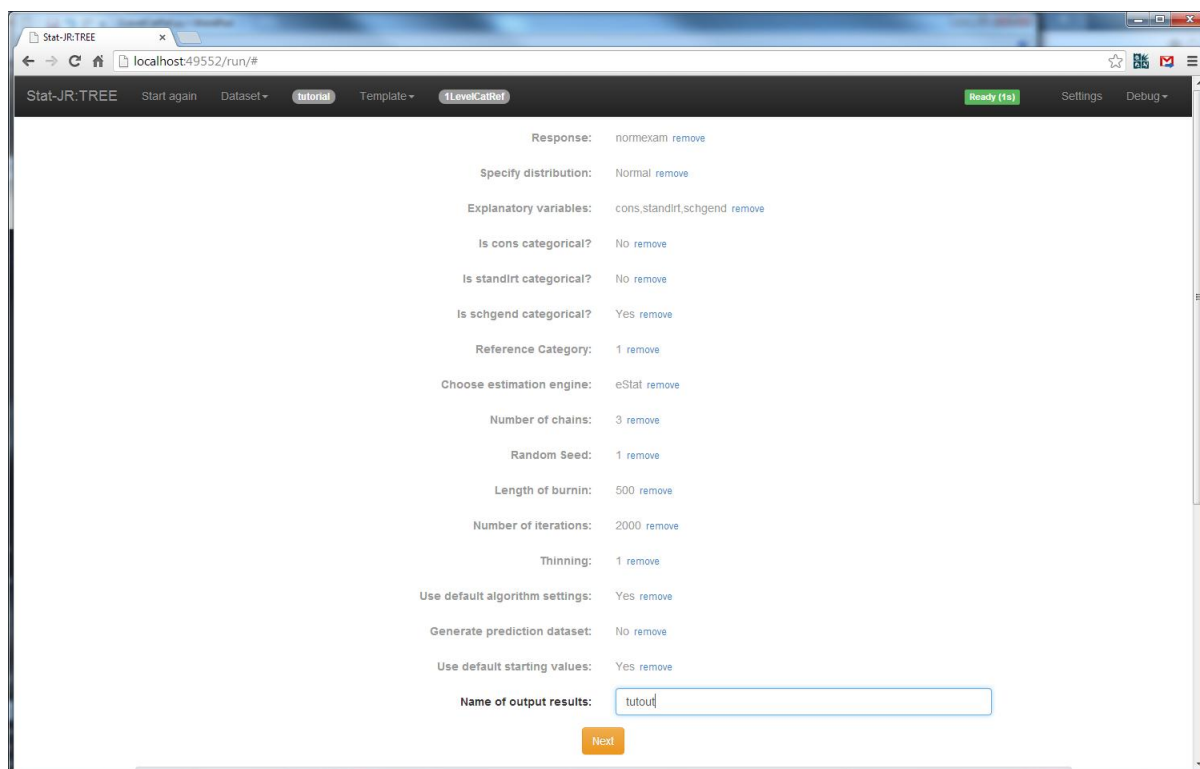 Stat-JR:TREE
localhost:49552/run/#
Stat-JR:TREE Start again Dataset tutorial Template 1LevelCatRef Ready (1s) Settings Debug
Response: normexam remove
Specify distribution: Normal remove
Explanatory variables: cons,standlrt,schgend remove
Is cons categorical? No remove
Is standlrt categorical? No remove
Is schgend categorical? Yes remove
Reference Category: 1 remove
Choose estimation engine: eStat remove
Number of chains: 3 remove
Random Seed: 1 remove
Length of burnin: 500 remove
Number of iterations: 2000 remove
Thinning: 1 remove
Use default algorithm settings: Yes remove
Generate prediction dataset: No remove
Use default starting values: Yes remove
Name of output results: tutout
Next